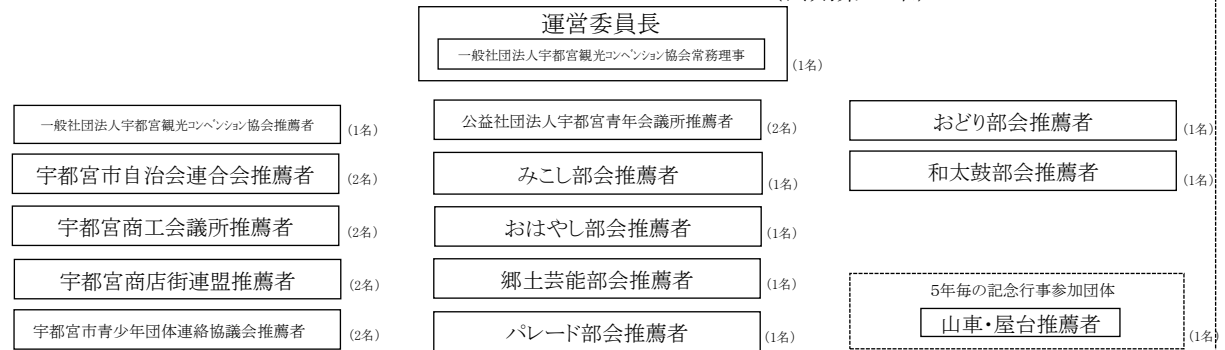 運営委員長
一般社団法人宇都宮観光コンベンション協会常務理事
(1名)
一般社団法人宇都宮観光コンベンション協会推薦者
(1名)
宇都宮市自治会連合会推薦者
(2名)
宇都宮商工会議所推薦者
(2名)
宇都宮商店街連盟推薦者
(2名)
宇都宮市青少年団体連絡協議会推薦者
(2名)
公益社団法人宇都宮青年会議所推薦者
(2名)
みこし部会推薦者
(1名)
おはやし部会推薦者
(1名)
郷土芸能部会推薦者
(1名)
パレード部会推薦者
(1名)
おどり部会推薦者
(1名)
和太鼓部会推薦者
(1名)
5年毎の記念行事参加団体
山車・屋台推薦者
(1名)